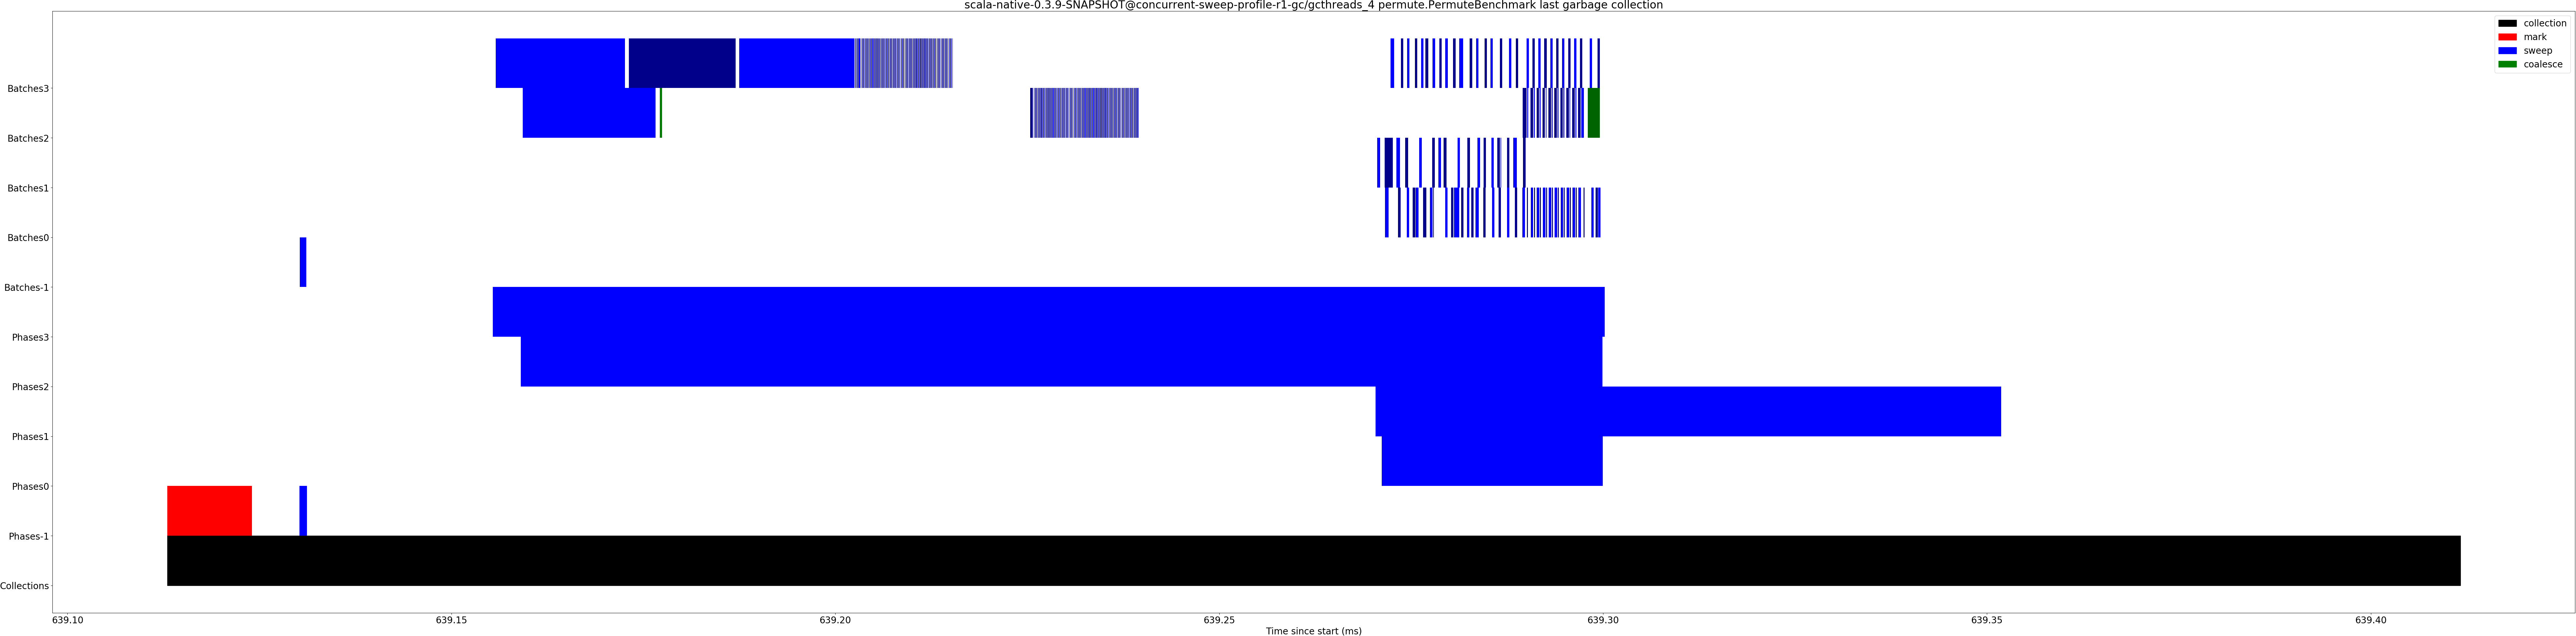 scala-native-0.3.9-SNAPSHOT@concurrent-sweep-profile-r1-gc/gcthreads_4 permute.PermuteBenchmark last garbage collection
collection
mark
sweep
coalesce
Batches3
Batches2
Batches1
Batches0
Batches-1
Phases3
Phases2
Phases1
Phases0
Phases-1
Collections
639.10 639.15 639.20 639.25 639.30 639.35 639.40
Time since start (ms)